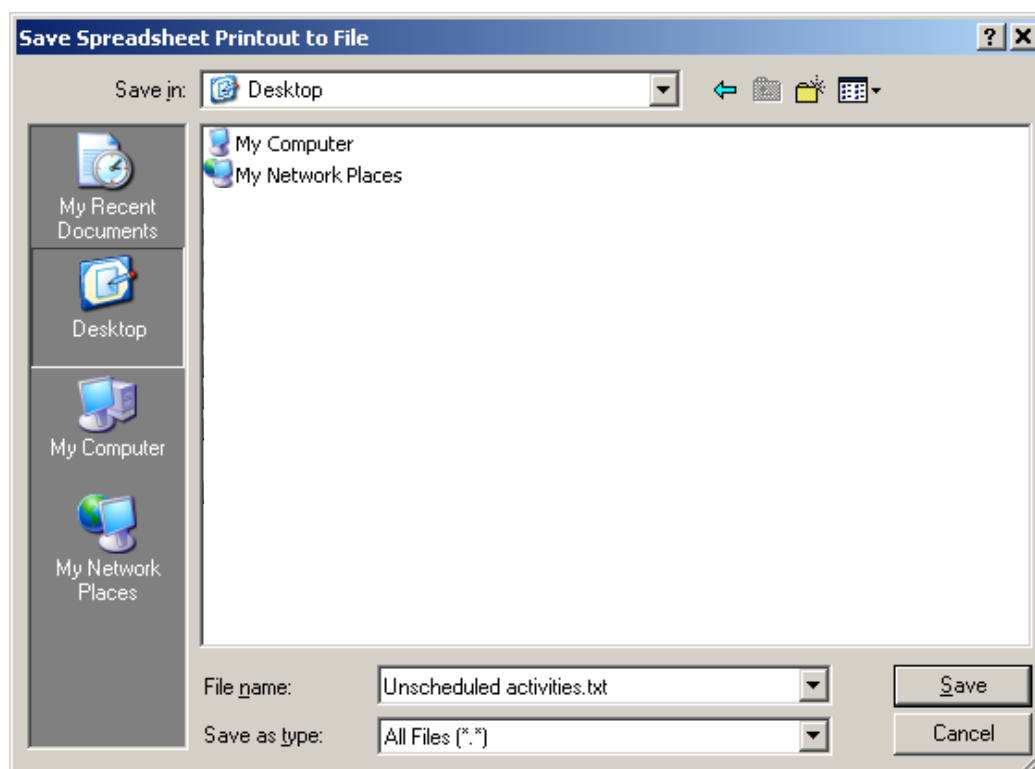 Save Spreadsheet Printout to File
Save in: Desktop
My Recent
Documents
Desktop
My Computer
My Network
Places
My Computer
My Network Places
File name: Unscheduled activities.txt Save
Save as type: All Files (*.*) Cancel